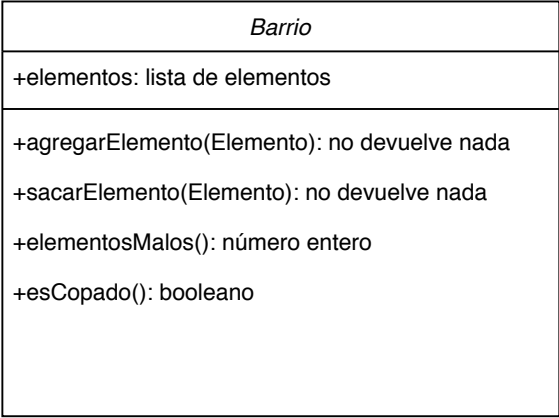 Barrio
+elementos: lista de elementos
+agregarElemento(Elemento): no devuelve nada
+sacarElemento(Elemento): no devuelve nada
+elementosMalos(): número entero
+esCopado(): booleano